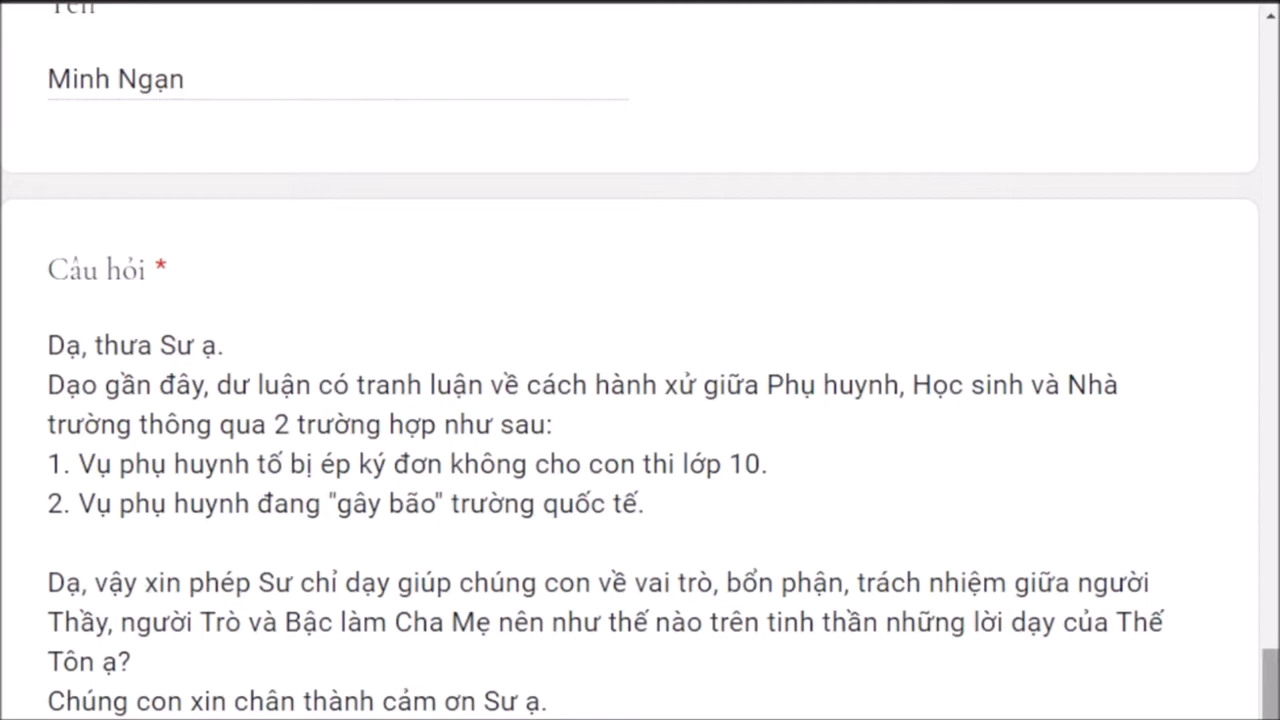 Tên
Minh Ngạn
Câu hỏi *
Dạ, thưa Sư ạ.
Dạo gần đây, dư luận có tranh luận về cách hành xử giữa Phụ huynh, Học sinh và Nhà
trường thông qua 2 trường hợp như sau:
1. Vụ phụ huynh tố bị ép ký đơn không cho con thi lớp 10.
2. Vụ phụ huynh đang "gây bão" trường quốc tế.
Dạ, vậy xin phép Sư chỉ dạy giúp chúng con về vai trò, bổn phận, trách nhiệm giữa người
Thầy, người Trò và Bậc làm Cha Mẹ nên như thế nào trên tinh thần những lời dạy của Thế
Tôn ạ?
Chúng con xin chân thành cảm ơn Sư ạ.